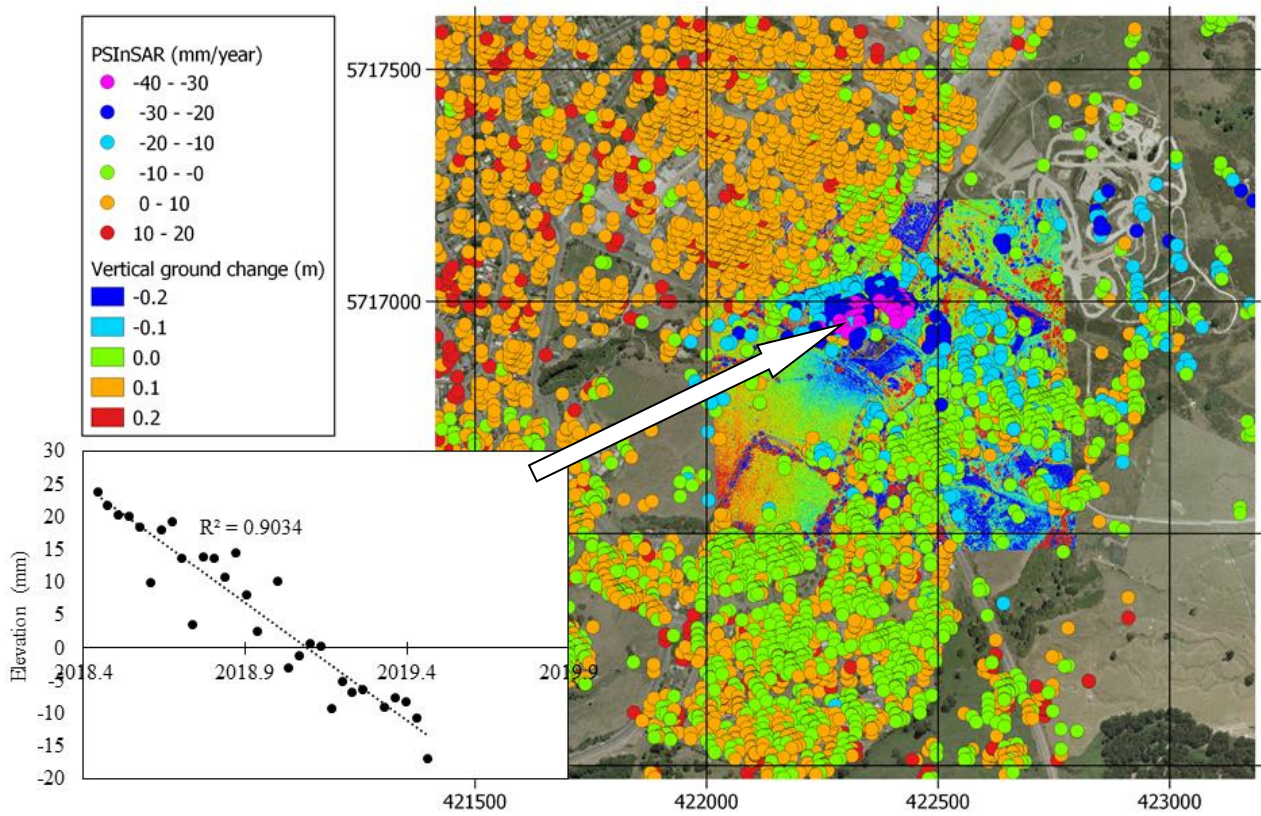 PSInSAR (mm/year)
-40 - -30
-30 - -20
-20 - -10
-10 - -0
0 - 10
10 - 20
Vertical ground change (m)
-0.2
-0.1
0.0
0.1
0.2
5717500
5717000
30
25
20
15
10
5
0
-5
-10
-15
-20
Elevation (mm)
R² = 0.9034
2018.4
2018.9
2019.4
2019.9
421500
422000
422500
423000